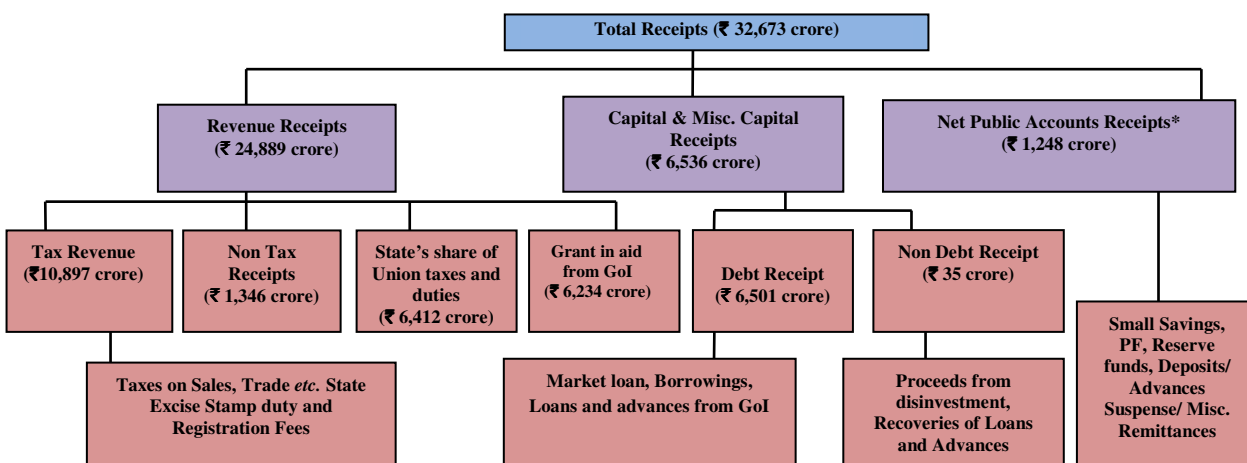 Total Receipts (₹ 32,673 crore)
Revenue Receipts
(₹ 24,889 crore)
Capital & Misc. Capital
Receipts
(₹ 6,536 crore)
Net Public Accounts Receipts*
(₹ 1,248 crore)
Tax Revenue
(₹10,897 crore)
Non Tax
Receipts
(₹ 1,346 crore)
State's share of
Union taxes and
duties
(₹ 6,412 crore)
Grant in aid
from GoI
(₹ 6,234 crore)
Debt Receipt
(₹ 6,501 crore)
Non Debt Receipt
(₹ 35 crore)
Small Savings,
PF, Reserve
funds, Deposits/
Advances
Suspense/ Misc.
Remittances
Taxes on Sales, Trade etc. State
Excise Stamp duty and
Registration Fees
Market loan, Borrowings,
Loans and advances from GoI
Proceeds from
disinvestment,
Recoveries of Loans
and Advances